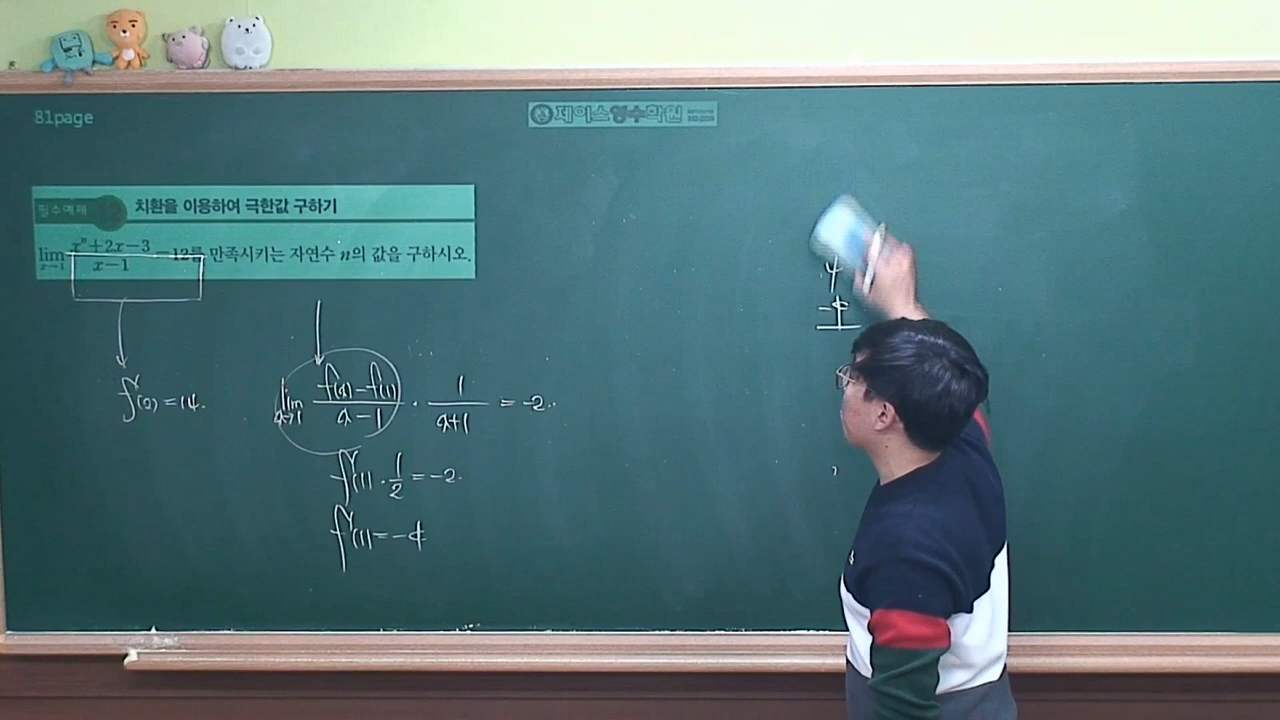 81page
제이스영수학원
필수예제 치환을 이용하여 극한값 구하기
lim x→1 (x^n+2x-3)/(x-1) =12를 만족시키는 자연수 n의 값을 구하시오.
f'(2)=14.
lim x→1 (f(x)-f(1))/(x-1) · 1/(x+1) = -2.
f'(1) · 1/2 = -2.
f'(1) = -4